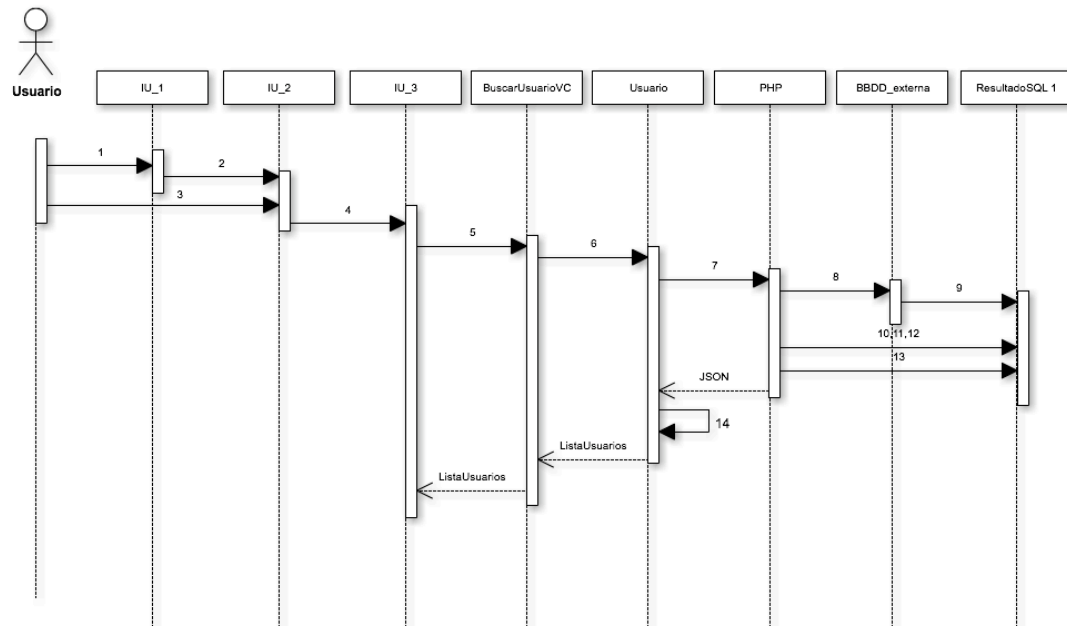 Usuario
IU_1
IU_2
IU_3
BuscarUsuarioVC
Usuario
PHP
BBDD_externa
ResultadoSQL 1
1
2
3
4
5
6
7
8
9
10,11,12
13
JSON
14
ListaUsuarios
ListaUsuarios